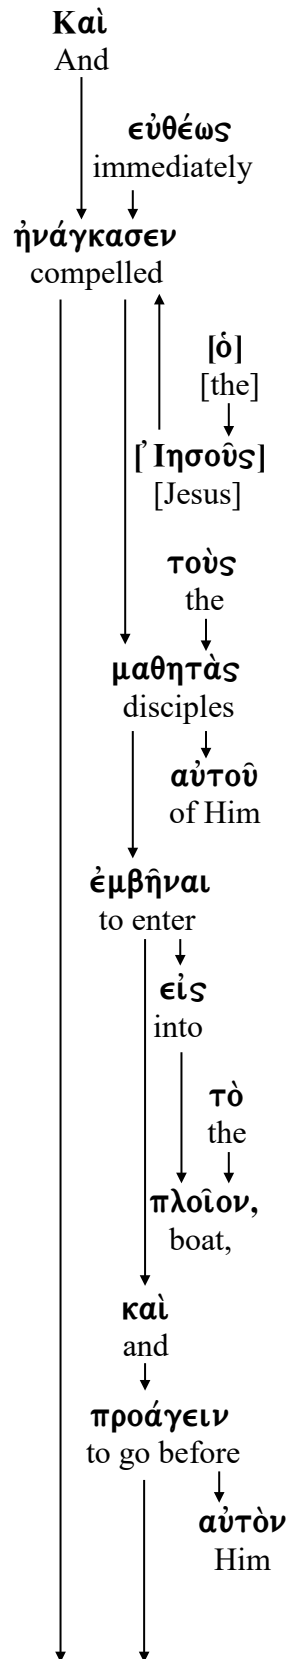 Καὶ
And
εὐθέως
immediately
ἠνάγκασεν
compelled
[ὁ]
[the]
[Ἰησοῦς]
[Jesus]
τοὺς
the
μαθητὰς
disciples
αὐτοῦ
of Him
ἐμβῆναι
to enter
εἰς
into
τὸ
the
πλοῖον,
boat,
καὶ
and
προάγειν
to go before
αὐτὸν
Him